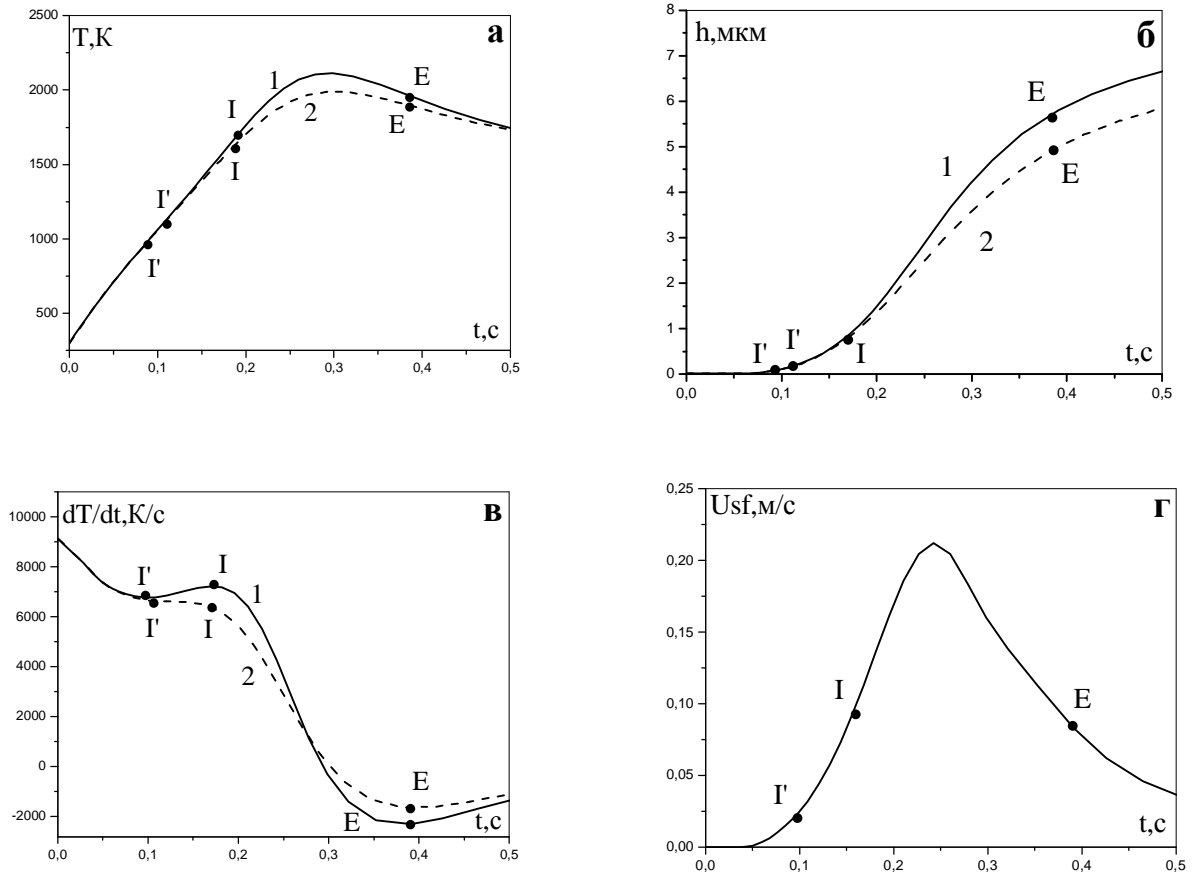 2500
T,К
а
2000
1500
1000
500
1
2
I
I
I'
I'
E
E
t,с
0,0
0,1
0,2
0,3
0,4
0,5
8
h,мкм
б
7
6
5
4
3
2
1
0
E
1
E
2
I'
I'
I
t,с
0,0
0,1
0,2
0,3
0,4
0,5
10000
dT/dt,К/с
в
8000
6000
4000
2000
0
-2000
I'
I
1
I'
I
2
E
E
t,с
0,0
0,1
0,2
0,3
0,4
0,5
0,25
Usf,м/с
г
0,20
0,15
0,10
0,05
0,00
I
E
I'
t,с
0,0
0,1
0,2
0,3
0,4
0,5